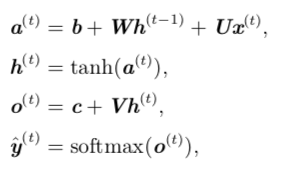 a^(t) = b + Wh^(t−1) + Ux^(t),
h^(t) = tanh(a^(t)),
o^(t) = c + Vh^(t),
ŷ^(t) = softmax(o^(t)),